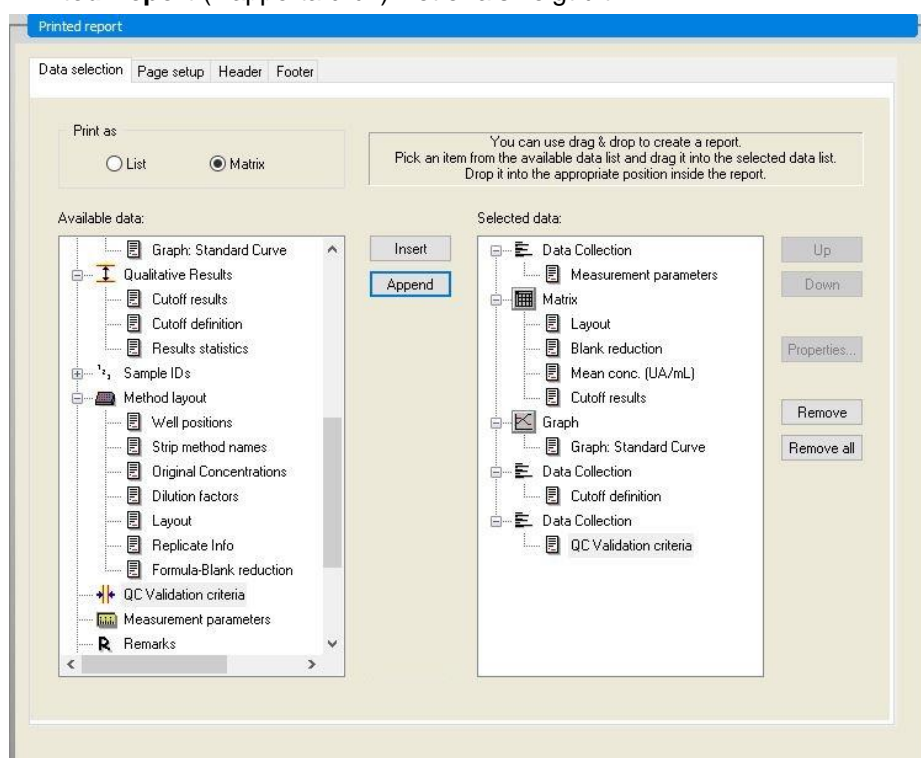 Printed report
Data selection Page setup Header Footer
Print as
List Matrix
You can use drag & drop to create a report.
Pick an item from the available data list and drag it into the selected data list.
Drop it into the appropriate position inside the report.
Available data:
Graph: Standard Curve
Qualitative Results
Cutoff results
Cutoff definition
Results statistics
Sample IDs
Method layout
Well positions
Strip method names
Original Concentrations
Dilution factors
Layout
Replicate Info
Formula-Blank reduction
QC Validation criteria
Measurement parameters
Remarks
Insert
Append
Selected data:
Data Collection
Measurement parameters
Matrix
Layout
Blank reduction
Mean conc. (UA/mL)
Cutoff results
Graph
Graph: Standard Curve
Data Collection
Cutoff definition
Data Collection
QC Validation criteria
Up
Down
Properties...
Remove
Remove all